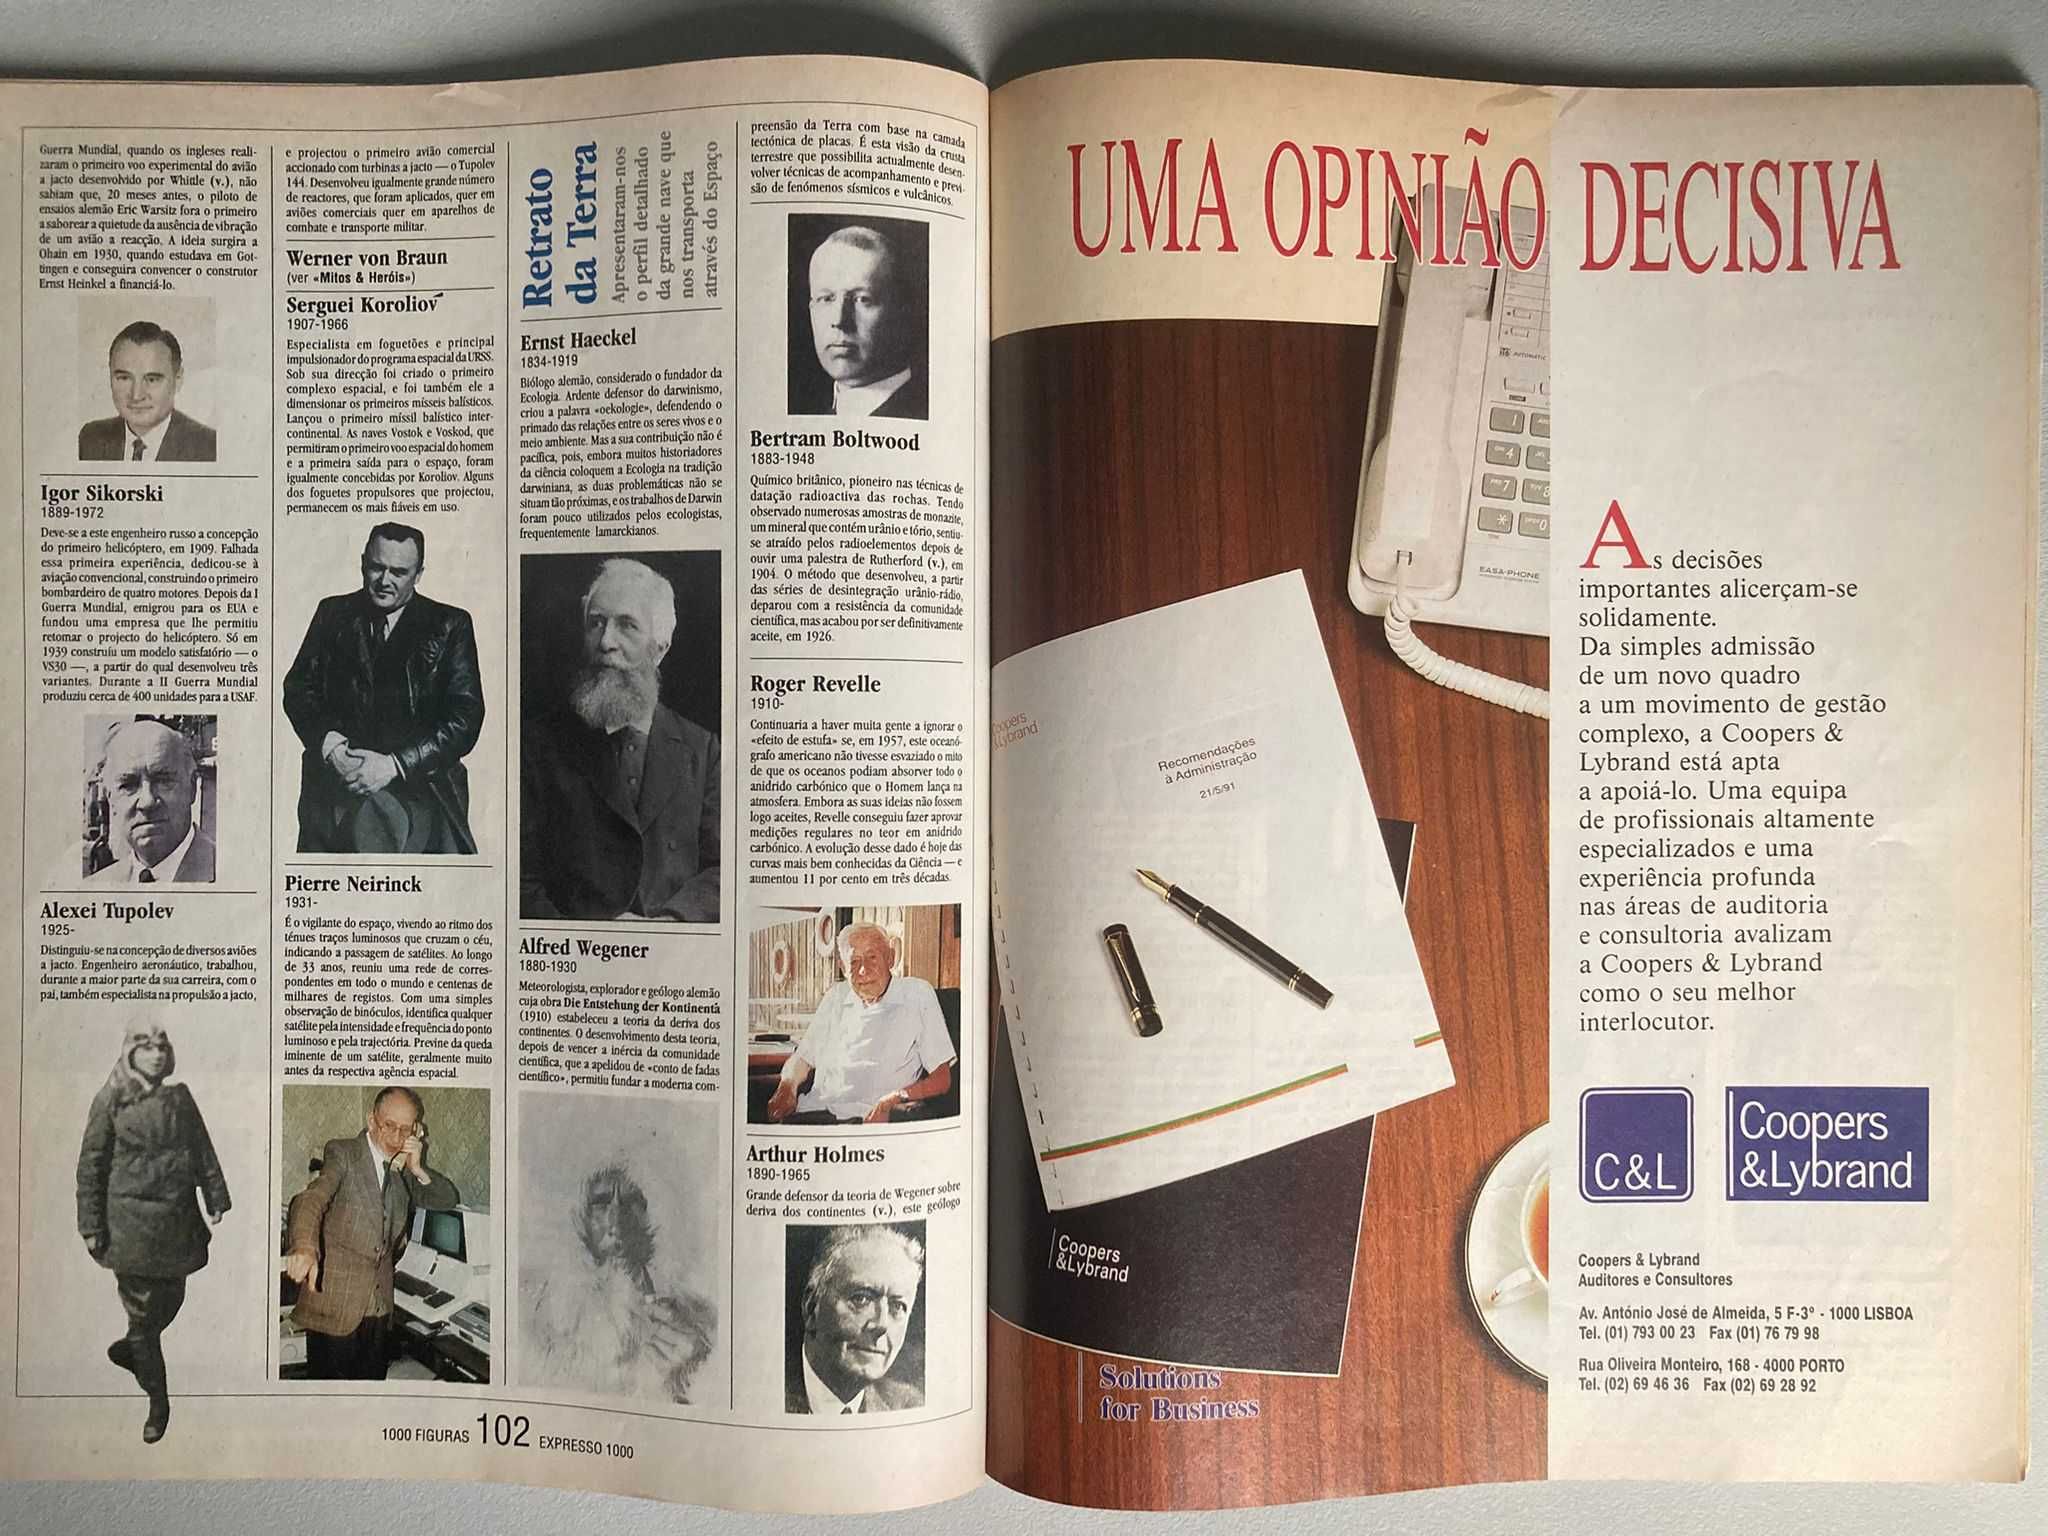 Guerra Mundial, quando os ingleses reali-
zaram o primeiro voo experimental do avião
a jacto desenvolvido por Whittle (v.), não
sabiam que, 20 meses antes, o piloto de
ensaios alemão Eric Warsitz fora o primeiro
a saborear a quietude da ausência de vibração
de um avião a reacção. A ideia surgira a
Ohain em 1930, quando estudava em Got-
tingen e conseguira convencer o construtor
Ernst Heinkel a financiá-lo.
Igor Sikorski
1889-1972
Deve-se a este engenheiro russo a concepção
do primeiro helicóptero, em 1909. Falhada
essa primeira experiência, dedicou-se à
aviação convencional, construindo o primeiro
bombardeiro de quatro motores. Depois da I
Guerra Mundial, emigrou para os EUA e
fundou uma empresa que lhe permitiu
retomar o projecto do helicóptero. Só em
1939 construíu um modelo satisfatório — o
VS30 —, a partir do qual desenvolveu três
variantes. Durante a II Guerra Mundial
produziu cerca de 400 unidades para a USAF.
Alexei Tupolev
1925-
Distinguiu-se na concepção de diversos aviões
a jacto. Engenheiro aeronáutico, trabalhou,
durante a maior parte da sua carreira, com o
pai, também especialista na propulsão a jacto,
e projectou o primeiro avião comercial
accionado com turbinas a jacto — o Tupolev
144. Desenvolveu igualmente grande número
de reactores, que foram aplicados, quer em
aviões comerciais quer em aparelhos de
combate e transporte militar.
Werner von Braun
(ver «Mitos & Heróis»)
Serguei Koroliov
1907-1966
Especialista em foguetões e principal
impulsionador do programa espacial da URSS.
Sob sua direcção foi criado o primeiro
complexo espacial, e foi também ele a
dimensionar os primeiros mísseis balísticos.
Lançou o primeiro míssil balístico inter-
continental. As naves Vostok e Voskod, que
permitiram o primeiro voo espacial do homem
e a primeira saída para o espaço, foram
igualmente concebidas por Koroliov. Alguns
dos foguetes propulsores que projectou,
permanecem os mais fiáveis em uso.
Pierre Neirinck
1931-
É o vigilante do espaço, vivendo ao ritmo dos
ténues traços luminosos que cruzam o céu,
indicando a passagem de satélites. Ao longo
de 33 anos, reuniu uma rede de corres-
pondentes em todo o mundo e centenas de
milhares de registos. Com uma simples
observação de binóculos, identifica qualquer
satélite pela intensidade e frequência do ponto
luminoso e pela trajectória. Previne da queda
iminente de um satélite, geralmente muito
antes da respectiva agência espacial.
Retrato
da Terra
Apresentaram-nos
o perfil detalhado
da grande nave que
nos transporta
através do Espaço
Ernst Haeckel
1834-1919
Biólogo alemão, considerado o fundador da
Ecologia. Ardente defensor do darwinismo,
criou a palavra «oekologie», defendendo o
primado das relações entre os seres vivos e o
meio ambiente. Mas a sua contribuição não é
pacífica, pois, embora muitos historiadores
da ciência coloquem a Ecologia na tradição
darwiniana, as duas problemáticas não se
situam tão próximas, e os trabalhos de Darwin
foram pouco utilizados pelos ecologistas,
frequentemente lamarckianos.
Alfred Wegener
1880-1930
Meteorologista, explorador e geólogo alemão
cuja obra Die Entstehung der Kontinenta
(1910) estabeleceu a teoria da deriva dos
continentes. O desenvolvimento desta teoria,
depois de vencer a inércia da comunidade
científica, que a apelidou de «conto de fadas
científico», permitiu fundar a moderna com-
preensão da Terra com base na camada
tectónica de placas. É esta visão da crusta
terrestre que possibilita actualmente desen-
volver técnicas de acompanhamento e previ-
são de fenómenos sísmicos e vulcânicos.
Bertram Boltwood
1883-1948
Químico britânico, pioneiro nas técnicas de
datação radioactiva das rochas. Tendo
observado numerosas amostras de monazite,
um mineral que contém urânio e tório, sentiu-
se atraído pelos radioelementos depois de
ouvir uma palestra de Rutherford (v.), em
1904. O método que desenvolveu, a partir
das séries de desintegração urânio-rádio,
deparou com a resistência da comunidade
científica, mas acabou por ser definitivamente
aceite, em 1926.
Roger Revelle
1910-
Continuaria a haver muita gente a ignorar o
«efeito de estufa» se, em 1957, este oceanó-
grafo americano não tivesse esvaziado o mito
de que os oceanos podiam absorver todo o
anidrido carbónico que o Homem lança na
atmosfera. Embora as suas ideias não fossem
logo aceites, Revelle conseguiu fazer aprovar
medições regulares no teor em anidrido
carbónico. A evolução desse dado é hoje das
curvas mais bem conhecidas da Ciência — e
aumentou 11 por cento em três décadas.
Arthur Holmes
1890-1965
Grande defensor da teoria de Wegener sobre
deriva dos continentes (v.), este geólogo
1000 FIGURAS 102 EXPRESSO 1000
UMA OPINIÃO DECISIVA
AUTOMATIC
EASA-PHONE
Coopers
&Lybrand
Recomendações
à Administração
21/5/91
Coopers
&Lybrand
Solutions
for Business
As decisões
importantes alicerçam-se
solidamente.
Da simples admissão
de um novo quadro
a um movimento de gestão
complexo, a Coopers &
Lybrand está apta
a apoiá-lo. Uma equipa
de profissionais altamente
especializados e uma
experiência profunda
nas áreas de auditoria
e consultoria avalizam
a Coopers & Lybrand
como o seu melhor
interlocutor.
C&L
Coopers
&Lybrand
Coopers & Lybrand
Auditores e Consultores
Av. António José de Almeida, 5 F-3º - 1000 LISBOA
Tel. (01) 793 00 23 Fax (01) 76 79 98
Rua Oliveira Monteiro, 168 - 4000 PORTO
Tel. (02) 69 46 36 Fax (02) 69 28 92